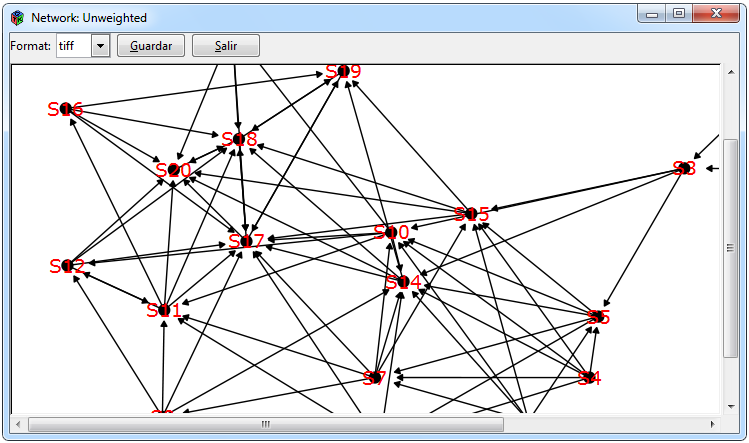 Network: Unweighted
Format: tiff Guardar Salir
S19
S16
S18
S20
S3
S15
S10
S17
S12
S14
S11
S5
S7
S4